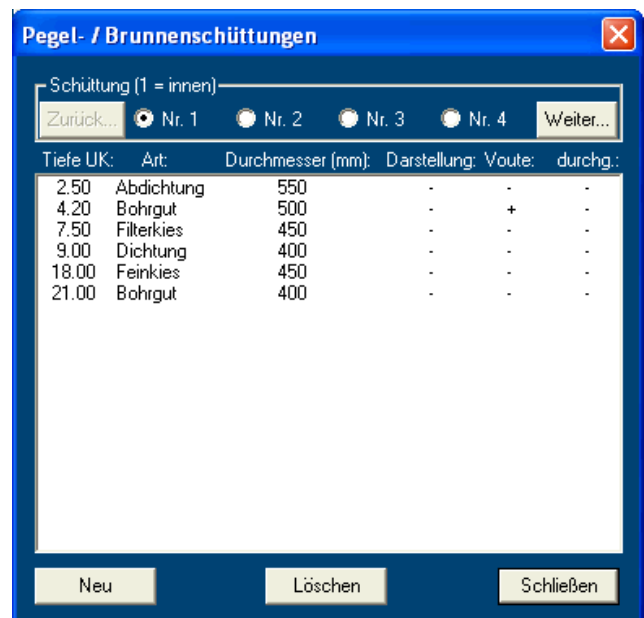 Pegel- / Brunnenschüttungen
Schüttung (1 = innen)
Zurück... Nr. 1 Nr. 2 Nr. 3 Nr. 4 Weiter...
Tiefe UK: Art: Durchmesser (mm): Darstellung: Voute: durchg.:
2.50 Abdichtung 550 - - -
4.20 Bohrgut 500 - + -
7.50 Filterkies 450 - - -
9.00 Dichtung 400 - - -
18.00 Feinkies 450 - - -
21.00 Bohrgut 400 - - -
Neu Löschen Schließen